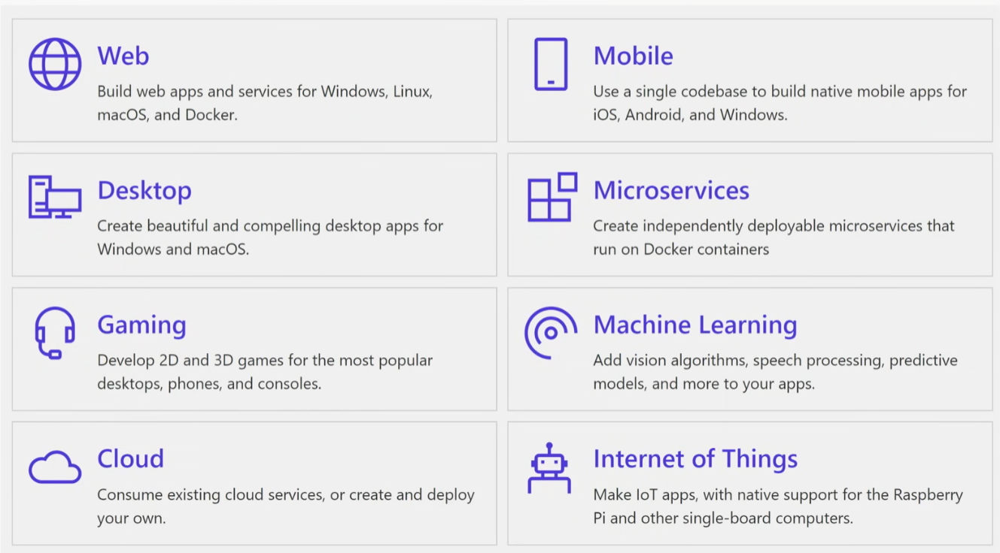 Web
Build web apps and services for Windows, Linux,
macOS, and Docker.
Mobile
Use a single codebase to build native mobile apps for
iOS, Android, and Windows.
Desktop
Create beautiful and compelling desktop apps for
Windows and macOS.
Microservices
Create independently deployable microservices that
run on Docker containers
Gaming
Develop 2D and 3D games for the most popular
desktops, phones, and consoles.
Machine Learning
Add vision algorithms, speech processing, predictive
models, and more to your apps.
Cloud
Consume existing cloud services, or create and deploy
your own.
Internet of Things
Make IoT apps, with native support for the Raspberry
Pi and other single-board computers.